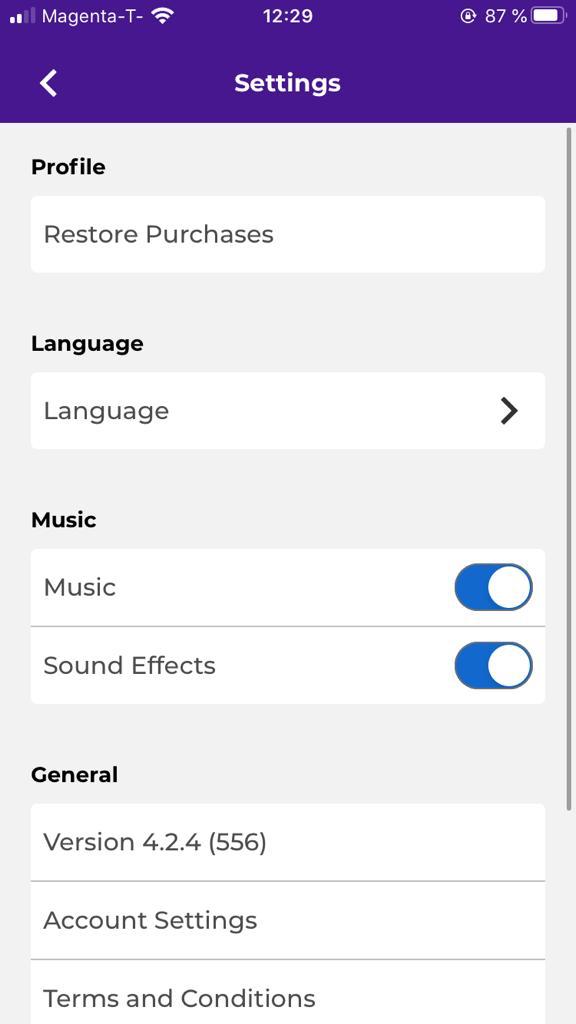 Magenta-T- 12:29 87 %
Settings
Profile
Restore Purchases
Language
Language
Music
Music
Sound Effects
General
Version 4.2.4 (556)
Account Settings
Terms and Conditions